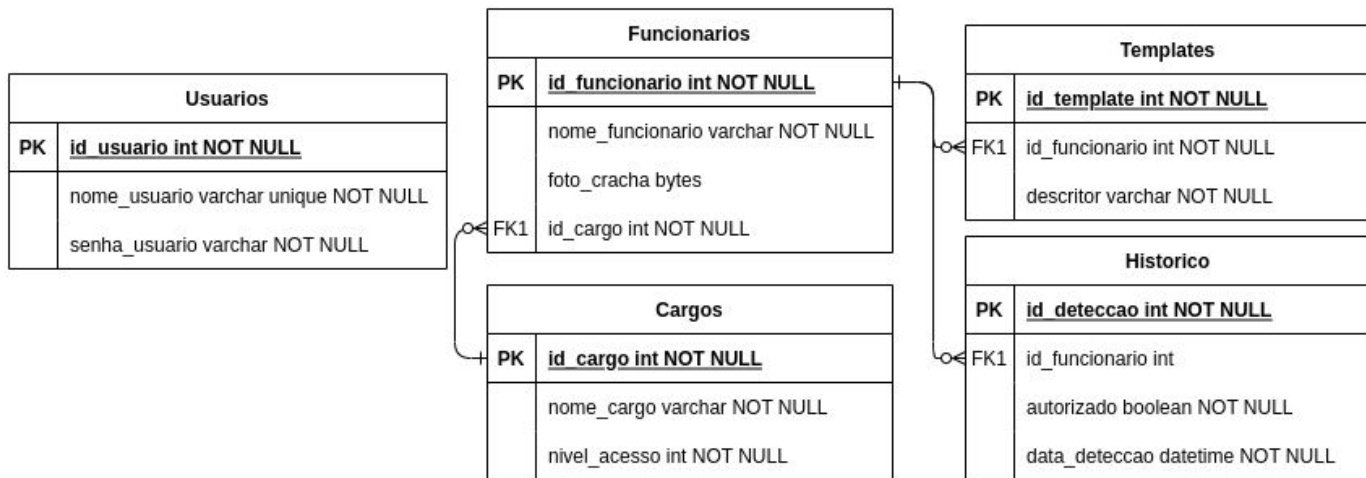 Usuarios
PK id_usuario int NOT NULL
nome_usuario varchar unique NOT NULL
senha_usuario varchar NOT NULL
Funcionarios
PK id_funcionario int NOT NULL
nome_funcionario varchar NOT NULL
foto_cracha bytes
FK1 id_cargo int NOT NULL
Cargos
PK id_cargo int NOT NULL
nome_cargo varchar NOT NULL
nivel_acesso int NOT NULL
Templates
PK id_template int NOT NULL
FK1 id_funcionario int NOT NULL
descritor varchar NOT NULL
Historico
PK id_deteccao int NOT NULL
FK1 id_funcionario int
autorizado boolean NOT NULL
data_deteccao datetime NOT NULL